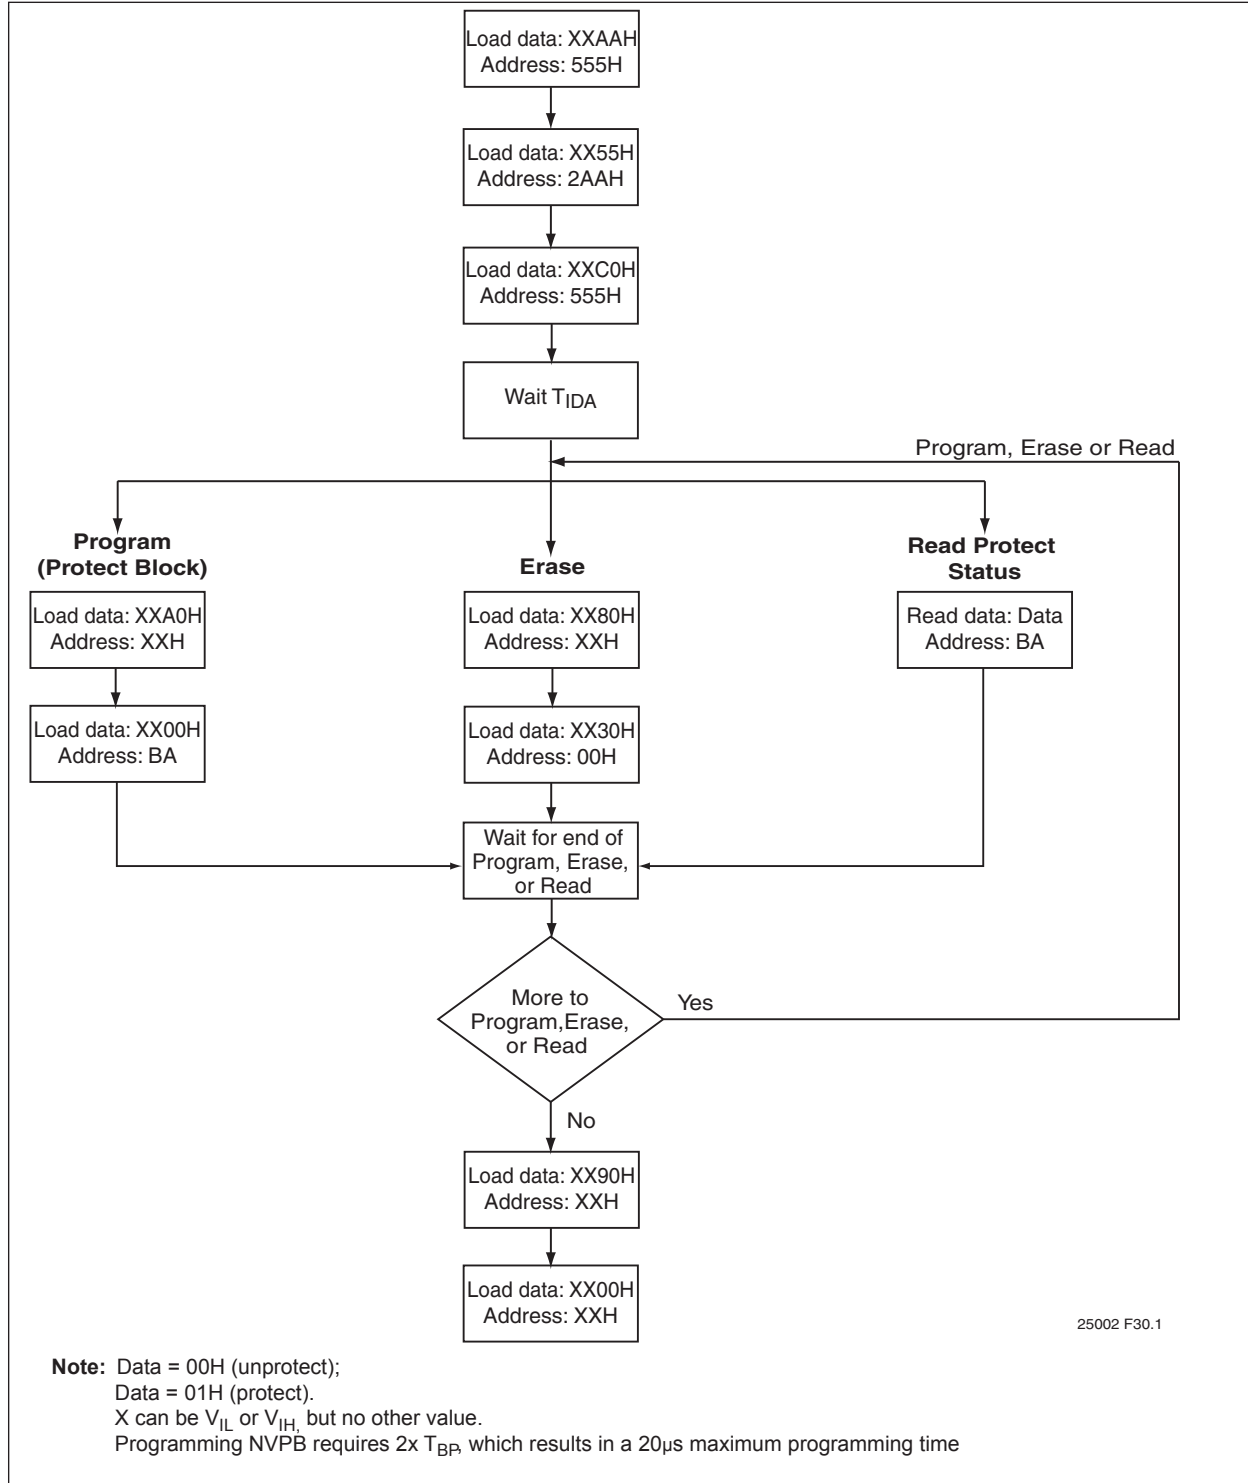 Load data: XXAAH
Address: 555H
Load data: XX55H
Address: 2AAH
Load data: XXC0H
Address: 555H
Wait TIDA
Program, Erase or Read
Program
(Protect Block)
Load data: XXA0H
Address: XXH
Load data: XX00H
Address: BA
Erase
Load data: XX80H
Address: XXH
Load data: XX30H
Address: 00H
Read Protect
Status
Read data: Data
Address: BA
Wait for end of
Program, Erase,
or Read
More to
Program,Erase,
or Read
Yes
No
Load data: XX90H
Address: XXH
Load data: XX00H
Address: XXH
25002 F30.1
Note: Data = 00H (unprotect);
Data = 01H (protect).
X can be VIL or VIH, but no other value.
Programming NVPB requires 2x TBP, which results in a 20µs maximum programming time